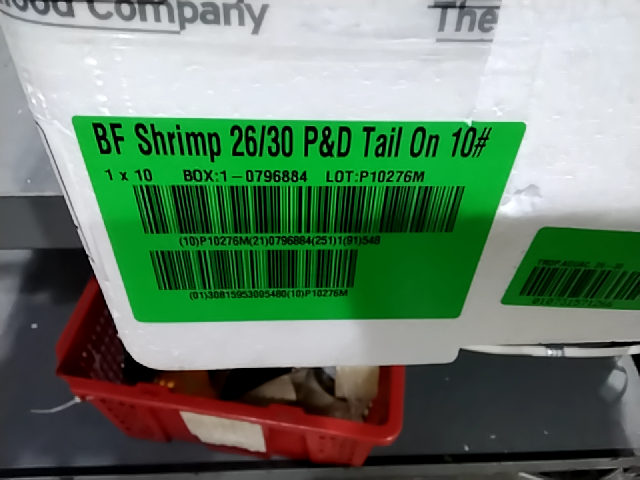 ood Company
The
BF Shrimp 26/30 P&D Tail On 10#
1 x 10 BOX:1-0796884 LOT:P10276M
(10)P10276M(21)0796884(251)1(91)548
(01)30815953005480(10)P10276M